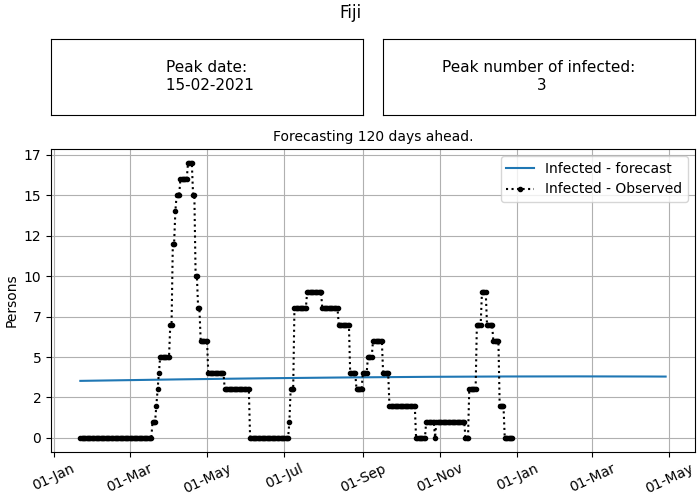 Fiji
Peak date:
15-02-2021
Peak number of infected:
3
Forecasting 120 days ahead.
Infected - forecast
Infected - Observed
Persons
17
15
12
10
7
5
2
0
01-Jan
01-Mar
01-May
01-Jul
01-Sep
01-Nov
01-Jan
01-Mar
01-May